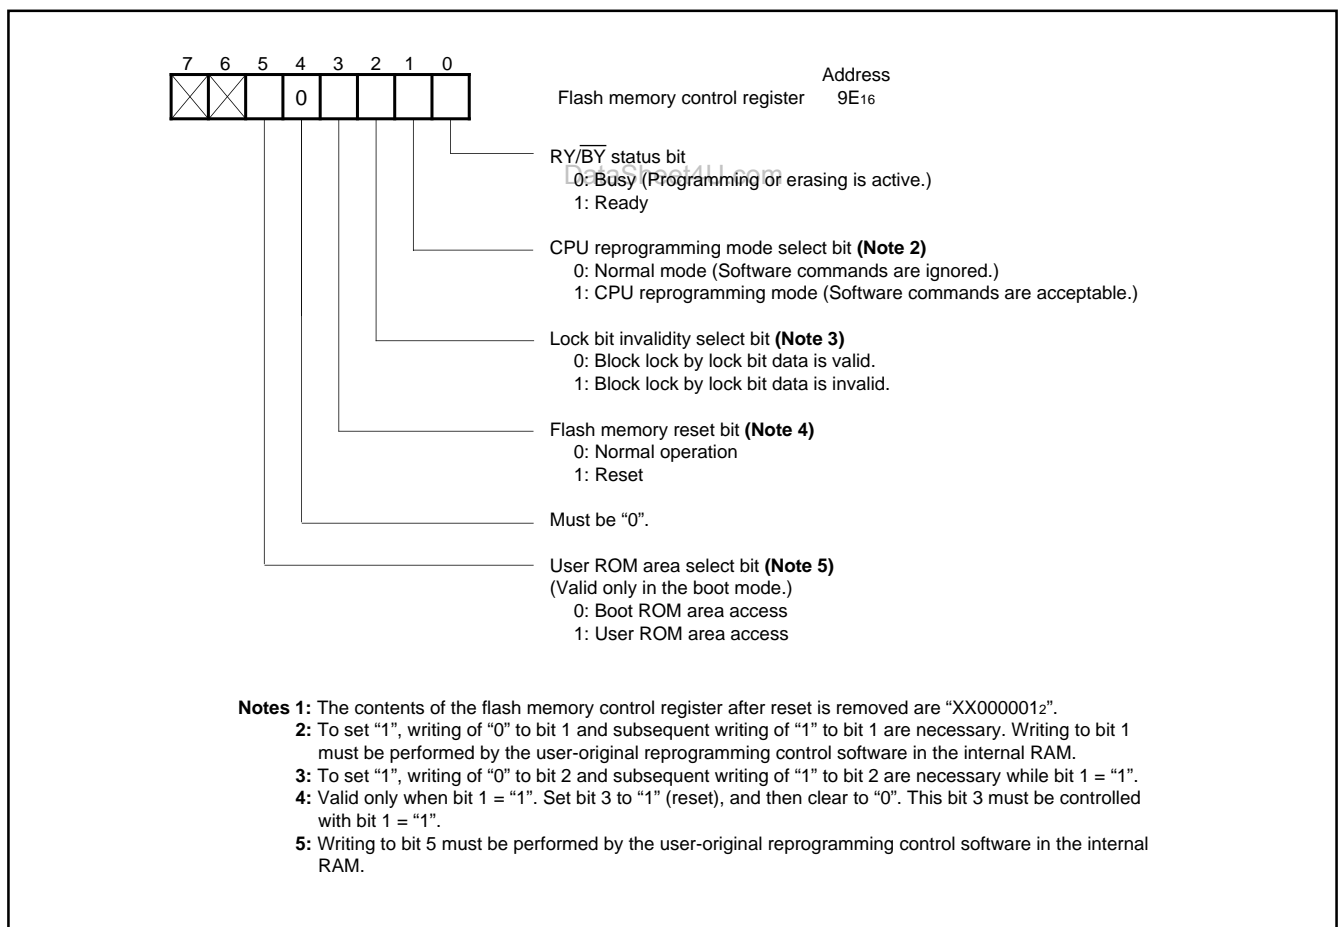 7 6 5 4 3 2 1 0
Address
0
Flash memory control register 9E16
RY/BY status bit
DataSheet4U.com
0: Busy (Programming or erasing is active.)
1: Ready
CPU reprogramming mode select bit (Note 2)
0: Normal mode (Software commands are ignored.)
1: CPU reprogramming mode (Software commands are acceptable.)
Lock bit invalidity select bit (Note 3)
0: Block lock by lock bit data is valid.
1: Block lock by lock bit data is invalid.
Flash memory reset bit (Note 4)
0: Normal operation
1: Reset
Must be “0”.
User ROM area select bit (Note 5)
(Valid only in the boot mode.)
0: Boot ROM area access
1: User ROM area access
Notes 1: The contents of the flash memory control register after reset is removed are “XX0000012”.
2: To set “1”, writing of “0” to bit 1 and subsequent writing of “1” to bit 1 are necessary. Writing to bit 1
must be performed by the user-original reprogramming control software in the internal RAM.
3: To set “1”, writing of “0” to bit 2 and subsequent writing of “1” to bit 2 are necessary while bit 1 = “1”.
4: Valid only when bit 1 = “1”. Set bit 3 to “1” (reset), and then clear to “0”. This bit 3 must be controlled
with bit 1 = “1”.
5: Writing to bit 5 must be performed by the user-original reprogramming control software in the internal
RAM.